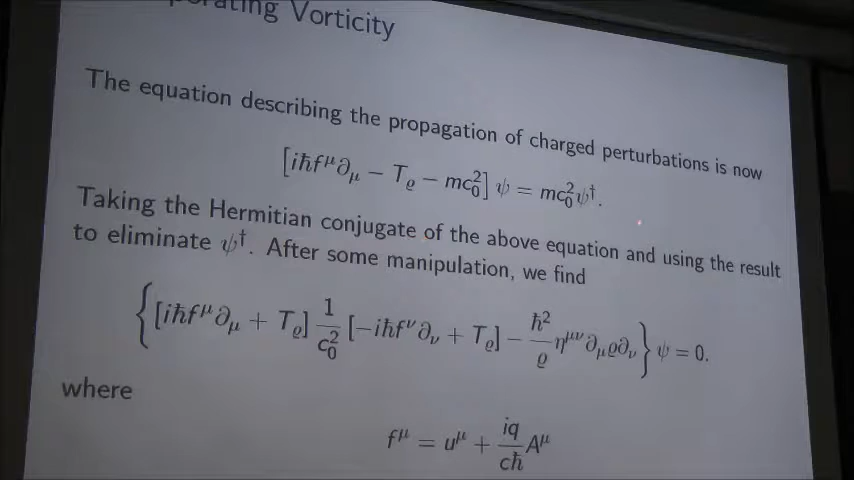 Vorticity
The equation describing the propagation of charged perturbations is now
[iħf^μ∂_μ − T_ϱ − mc_0^2] ψ = mc_0^2ψ^†.
Taking the Hermitian conjugate of the above equation and using the result
to eliminate ψ^†. After some manipulation, we find
{[iħf^μ∂_μ + T_ϱ] 1/c_0^2 [−iħf^ν∂_ν + T_ϱ] − ħ^2/ϱ η^{μν}∂_μϱ∂_ν} ψ = 0.
where
f^μ = u^μ + iq/cħ A^μ